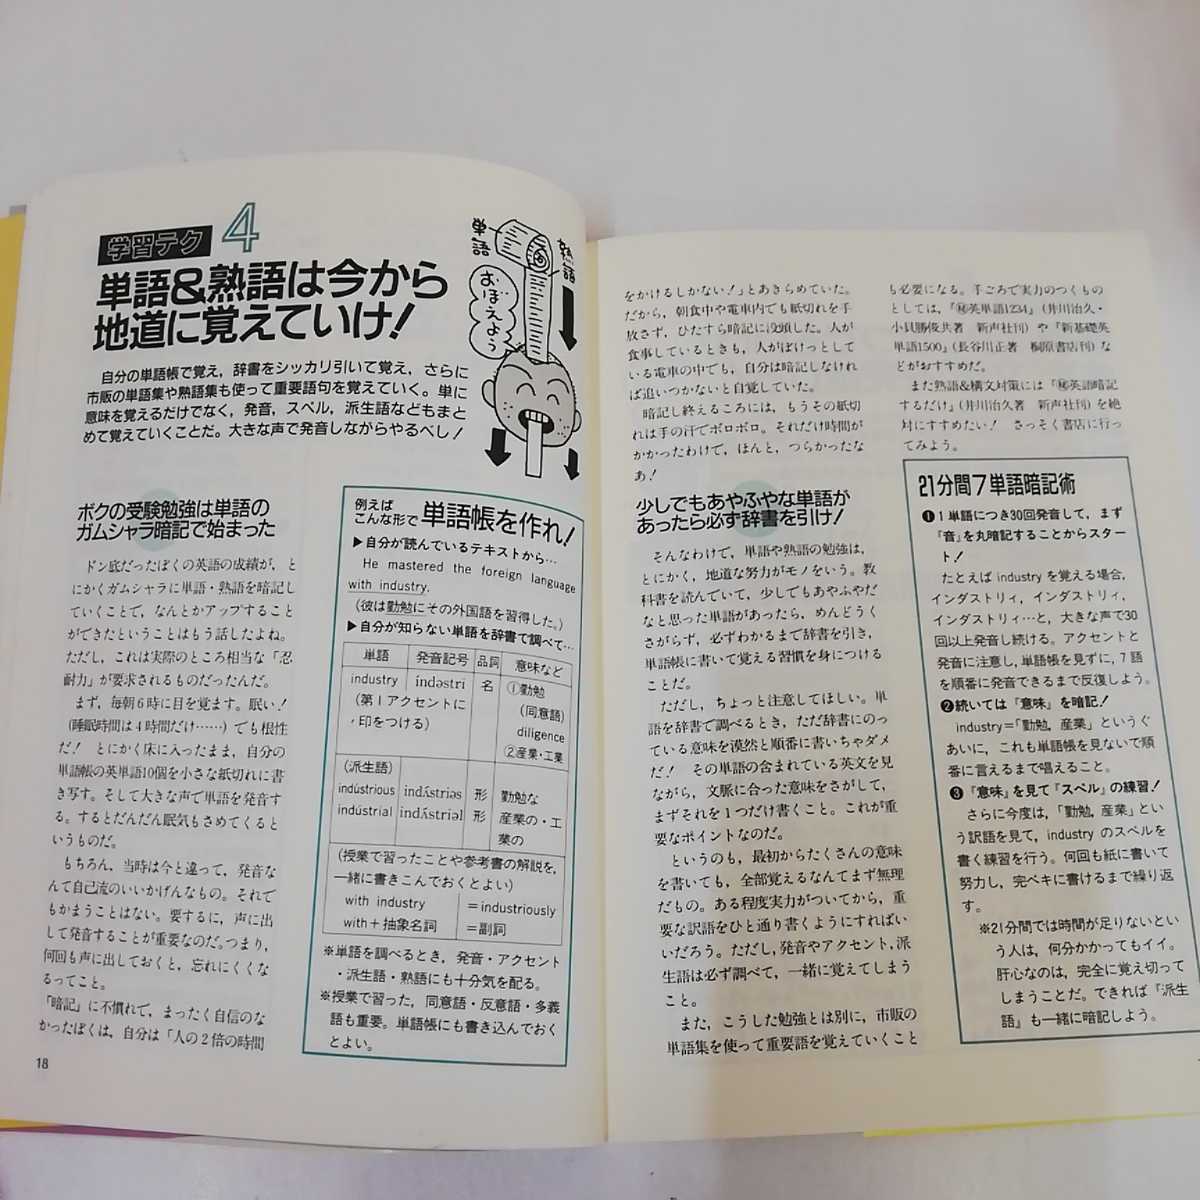 学習テク 4
単語&熟語は今から
地道に覚えていけ!
自分の単語帳で覚え,辞書をシッカリ引いて覚え,さらに
市販の単語集や熟語集も使って重要語句を覚えていく。単に
意味を覚えるだけでなく,発音,スペル,派生語などもまと
めて覚えていくことだ。大きな声で発音しながらやるべし!
単語
熟語
おぼえよう
ボクの受験勉強は単語の
ガムシャラ暗記で始まった
ドン底だったぼくの英語の成績が,と
にかくガムシャラに単語・熟語を暗記し
ていくことで,なんとかアップすること
ができたということはもう話したよね。
ただし,これは実際のところ相当な「忍
耐力」が要求されるものだったんだ。
まず,毎朝6時に目を覚ます。眠い!
(睡眠時間は4時間だけ……)でも根性
だ! とにかく床に入ったまま,自分の
単語帳の英単語10個を小さな紙切れに書
き写す。そして大きな声で単語を発音す
る。するとだんだん眠気もさめてくると
いうものだ。
もちろん,当時は今と違って,発音な
んて自己流のいいかげんなもの。それで
もかまうことはない。要するに,声に出
して発音することが重要なのだ。つまり,
何回も声に出しておくと,忘れにくくな
るってこと。
「暗記」に不慣れで,まったく自信のな
かったぼくは,自分は「人の2倍の時間
18
例えば
こんな形で 単語帳を作れ!
▶自分が読んでいるテキストから…
He mastered the foreign language
with industry.
(彼は勤勉にその外国語を習得した。)
▶自分が知らない単語を辞書で調べて…
単語 発音記号 品詞 意味など
industry índəstri 名 ①勤勉
(第1アクセントに (同意語)
´印をつける) diligence
②産業・工業
(派生語)
indústrious indʌ́striəs 形 勤勉な
indústrial indʌ́striəl 形 産業の・工
業の
(授業で習ったことや参考書の解説を,
一緒に書きこんでおくとよい)
with industry =industriously
with+抽象名詞 =副詞
※単語を調べるとき,発音・アクセント
・派生語・熟語にも十分気を配る。
※授業で習った,同意語・反意語・多義
語も重要。単語帳にも書き込んでおく
とよい。
をかけるしかない!」とあきらめていた。
だから,朝食中や電車内でも紙切れを手
放さず,ひたすら暗記に没頭した。人が
食事しているときも,人がぼけっとして
いる電車の中でも,自分は暗記しなけれ
ば追いつかないと自覚していた。
暗記し終えるころには,もうその紙切
れは手の汗でボロボロ。それだけ時間が
かかったわけで,ほんと,つらかったな
あ!
少しでもあやふやな単語が
あったら必ず辞書を引け!
そんなわけで,単語や熟語の勉強は,
とにかく,地道な努力がモノをいう。教
科書を読んでいて,少しでもあやふやだ
なと思った単語があったら,めんどうく
さがらず,必ずわかるまで辞書を引き,
単語帳に書いて覚える習慣を身につける
ことだ。
ただし,ちょっと注意してほしい。単
語を辞書で調べるとき,ただ辞書にのっ
ている意味を漠然と順番に書いちゃダメ
だ! その単語の含まれている英文を見
ながら,文脈に合った意味をさがして,
まずそれを1つだけ書くこと。これが重
要なポイントなのだ。
というのも,最初からたくさんの意味
を書いても,全部覚えるなんてまず無理
だもの。ある程度実力がついてから,重
要な訳語をひと通り書くようにすればい
いだろう。ただし,発音やアクセント,派
生語は必ず調べて,一緒に覚えてしまう
こと。
また,こうした勉強とは別に,市販の
単語集を使って重要語を覚えていくこと
も必要になる。手ごろで実力のつくもの
としては,『㊙英単語1234』(井川治久・
小貝勝俊共著 新声社刊)や『新基礎英
単語1500』(長谷川正著 桐原書店刊)な
どがおすすめだ。
また熟語&構文対策には『㊙英語暗記
するだけ』(井川治久著 新声社刊)を絶
対にすすめたい! さっそく書店に行っ
てみよう。
21分間7単語暗記術
❶1単語につき30回発音して,まず
『音』を丸暗記することからスター
ト!
たとえば industry を覚える場合,
インダストリィ,インダストリィ,
インダストリィ…と,大きな声で30
回以上発音し続ける。アクセントと
発音に注意し,単語帳を見ずに,7語
を順番に発音できるまで反復しよう。
❷続いては『意味』を暗記!
industry=「勤勉,産業」というぐ
あいに,これも単語帳を見ないで順
番に言えるまで唱えること。
❸『意味』を見て『スペル』の練習!
さらに今度は,「勤勉,産業」とい
う訳語を見て,industry のスペルを
書く練習を行う。何回も紙に書いて
努力し,完ペキに書けるまで繰り返
す。
※21分間では時間が足りないとい
う人は,何分かかってもイイ。
肝心なのは,完全に覚え切って
しまうことだ。できれば『派生
語』も一緒に暗記しよう。